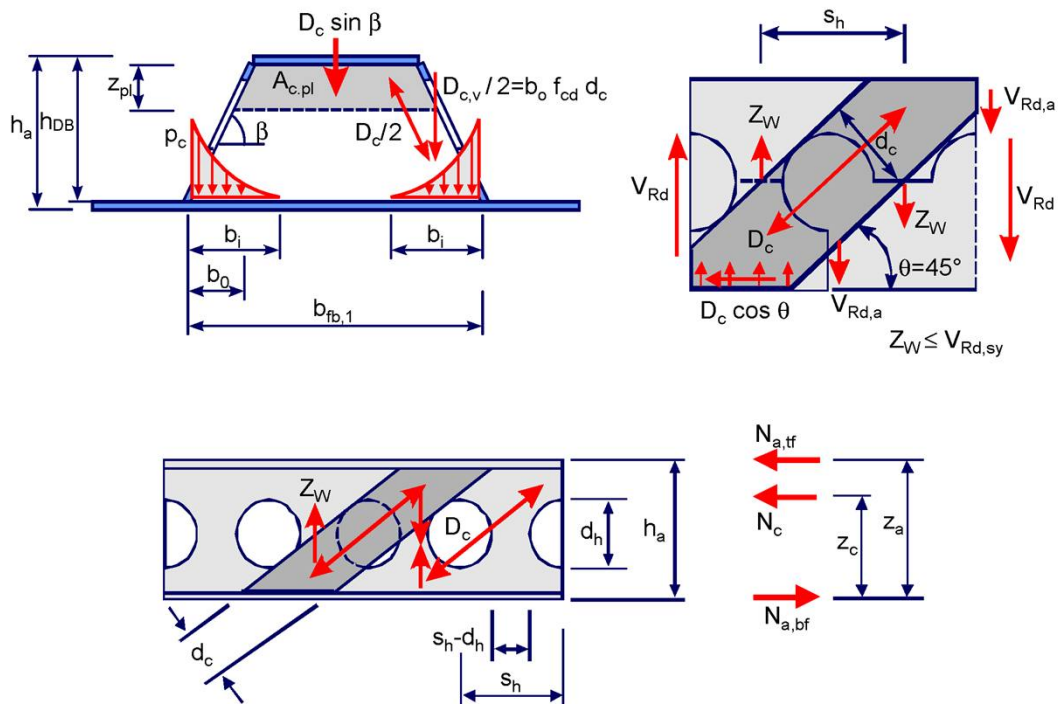 D_c sin β
z_pl
A_c.pl
D_c,v / 2=b_o f_cd d_c
h_a
h_DB
p_c
β
D_c/2
b_i
b_i
b_0
b_fb,1
s_h
V_Rd,a
Z_W
d_c
V_Rd
V_Rd
Z_W
D_c
θ=45°
D_c cos θ
V_Rd,a
Z_W ≤ V_Rd,sy
Z_W
D_c
d_h
h_a
s_h-d_h
d_c
s_h
N_a,tf
N_c
z_a
z_c
N_a,bf